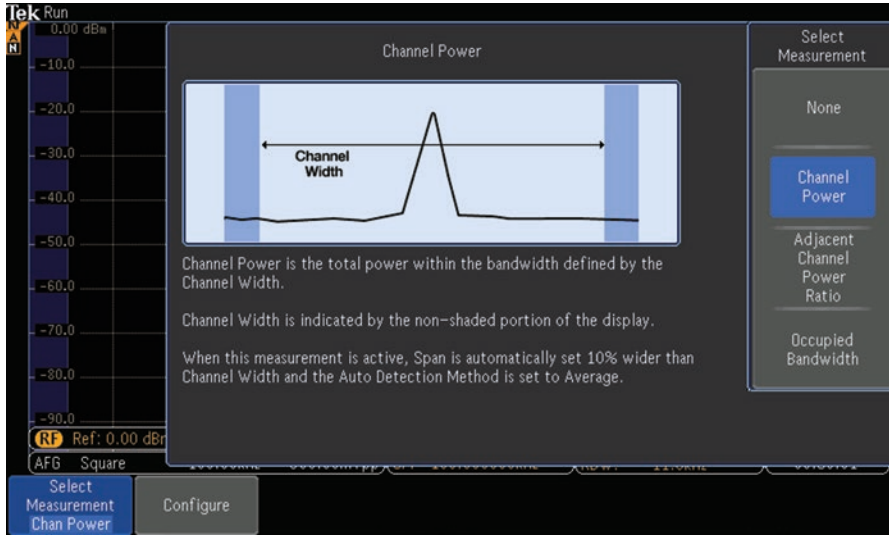 Tek Run
0.00 dBm
-10.0
-20.0
-30.0
-40.0
-50.0
-60.0
-70.0
-80.0
-90.0
RF Ref: 0.00 dBr
AFG Square
Channel Power
Channel
Width
Channel Power is the total power within the bandwidth defined by the
Channel Width.
Channel Width is indicated by the non-shaded portion of the display.
When this measurement is active, Span is automatically set 10% wider than
Channel Width and the Auto Detection Method is set to Average.
Select
Measurement
None
Channel
Power
Adjacent
Channel
Power
Ratio
Occupied
Bandwidth
Select
Measurement
Chan Power
Configure